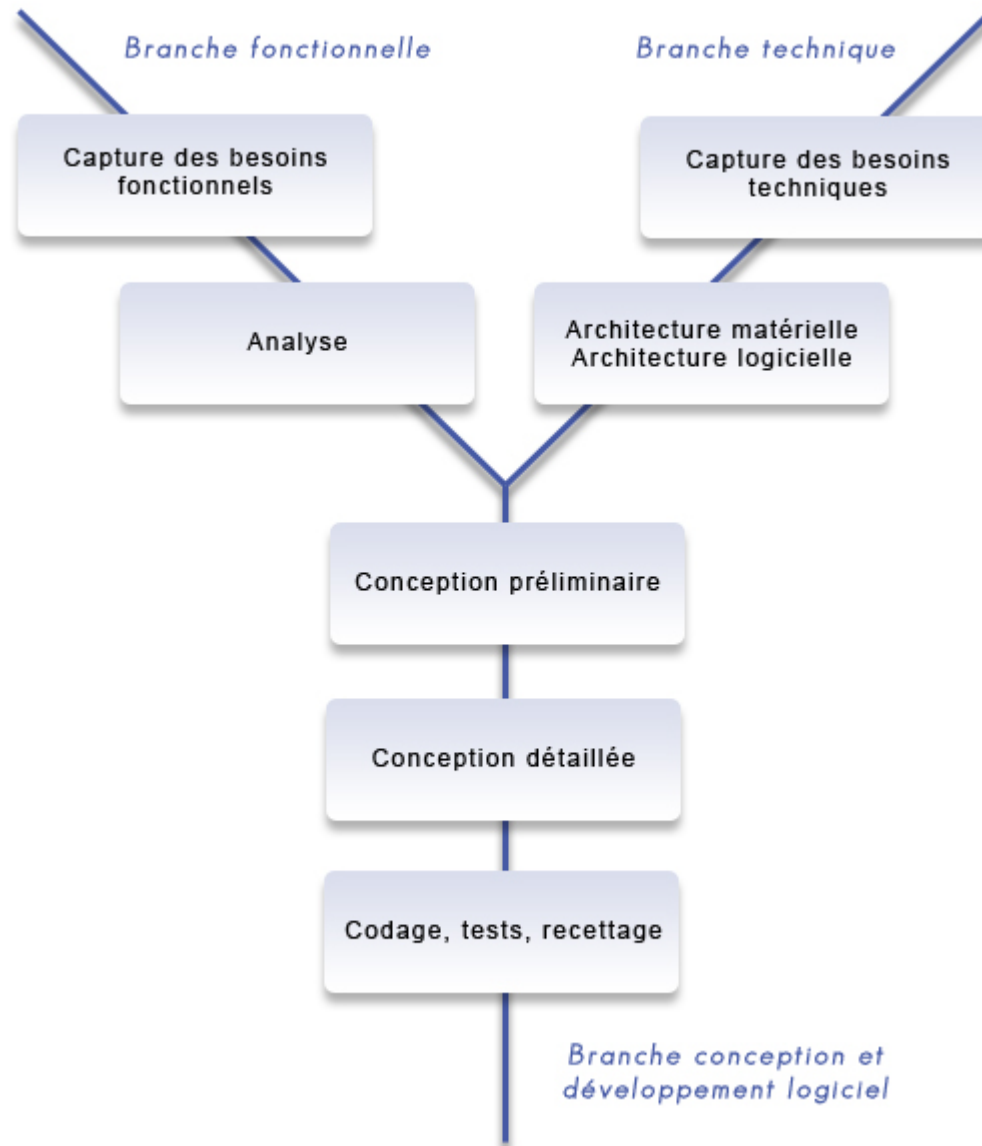 Branche fonctionnelle
Branche technique
Capture des besoins
fonctionnels
Capture des besoins
techniques
Analyse
Architecture matérielle
Architecture logicielle
Conception préliminaire
Conception détaillée
Codage, tests, recettage
Branche conception et
développement logiciel